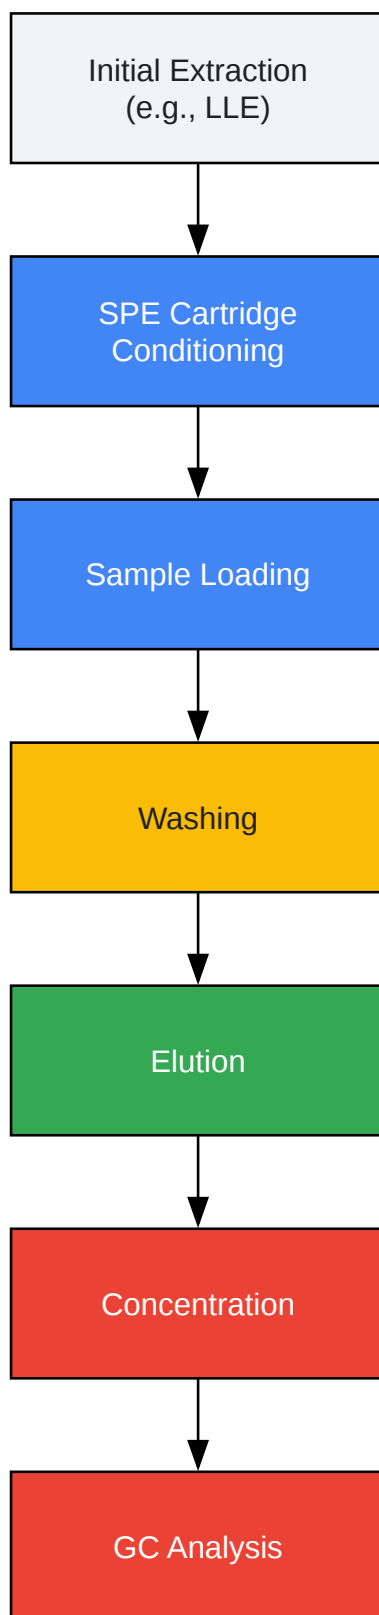 Initial Extraction
(e.g., LLE)
SPE Cartridge
Conditioning
Sample Loading
Washing
Elution
Concentration
GC Analysis